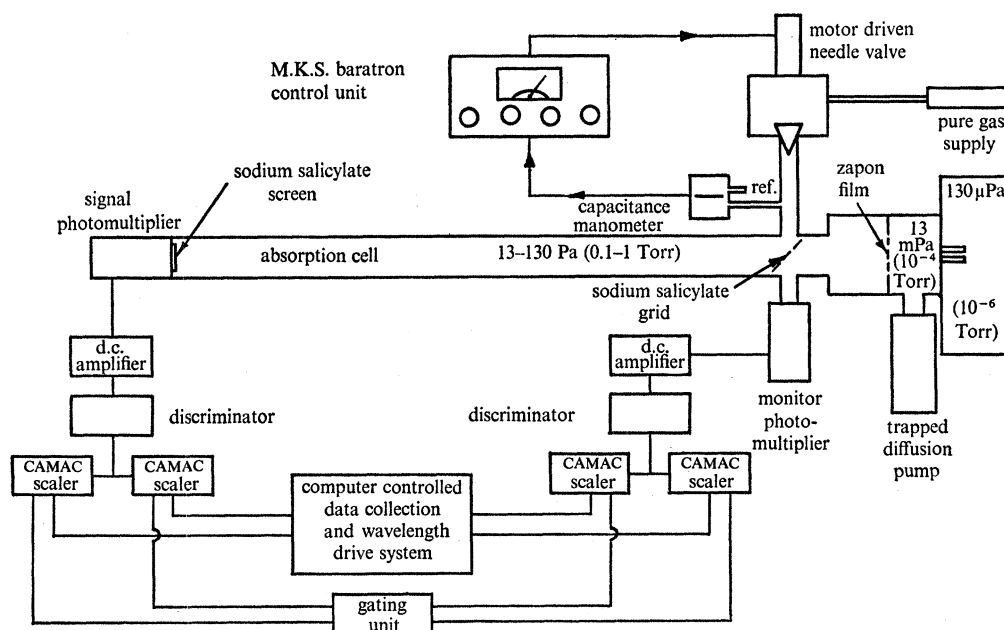 motor driven
needle valve
M.K.S. baratron
control unit
pure gas
supply
sodium salicylate
screen
signal
photomultiplier
ref.
capacitance
manometer
zapon
film
130 μPa
13
mPa
(10⁻⁴
Torr)
(10⁻⁶
Torr)
absorption cell
13–130 Pa (0.1–1 Torr)
sodium salicylate
grid
d.c.
amplifier
d.c.
amplifier
discriminator
discriminator
monitor
photo-
multiplier
trapped
diffusion
pump
CAMAC
scaler
CAMAC
scaler
CAMAC
scaler
CAMAC
scaler
computer controlled
data collection
and wavelength
drive system
gating
unit